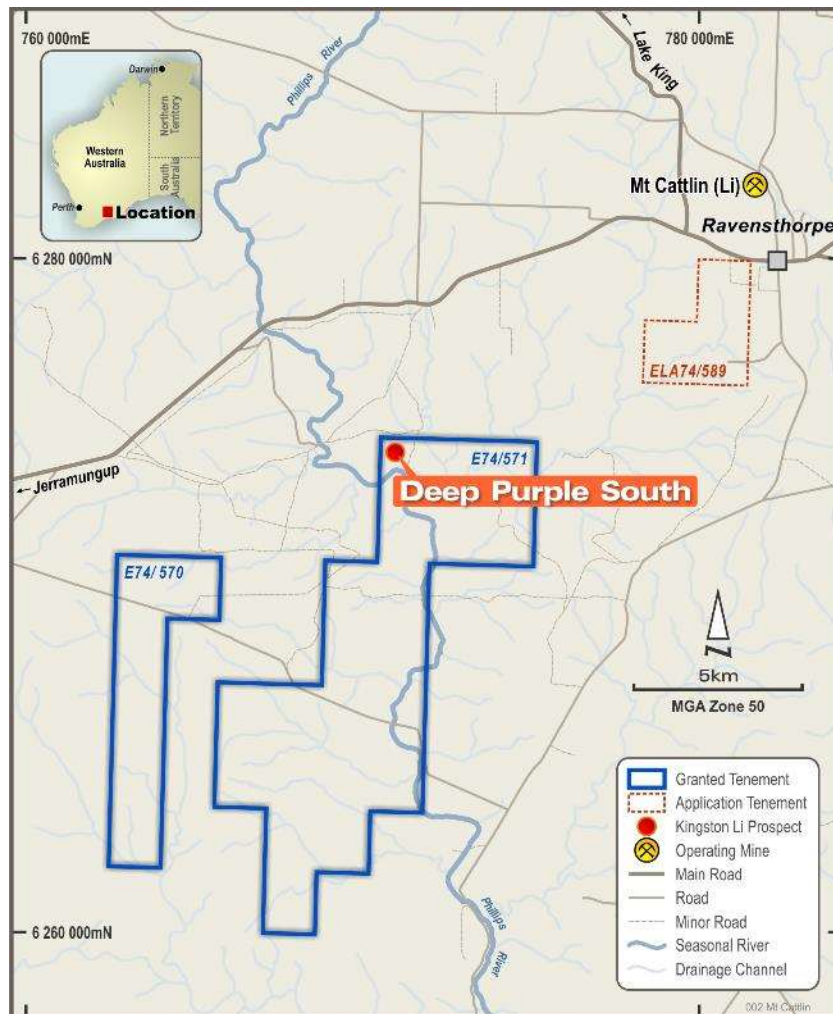 760 000mE
780 000mE
Phillips River
Lake King
Darwin
Northern
Territory
Western
Australia
South
Australia
Perth
Location
Mt Cattlin (Li)
Ravensthorpe
6 280 000mN
ELA74/589
E74/571
Jerramungup
Deep Purple South
E74/ 570
N
5km
MGA Zone 50
Granted Tenement
Application Tenement
Kingston Li Prospect
Operating Mine
Main Road
Road
Minor Road
Seasonal River
Drainage Channel
6 260 000mN
Phillips
River
002 Mt Cattlin